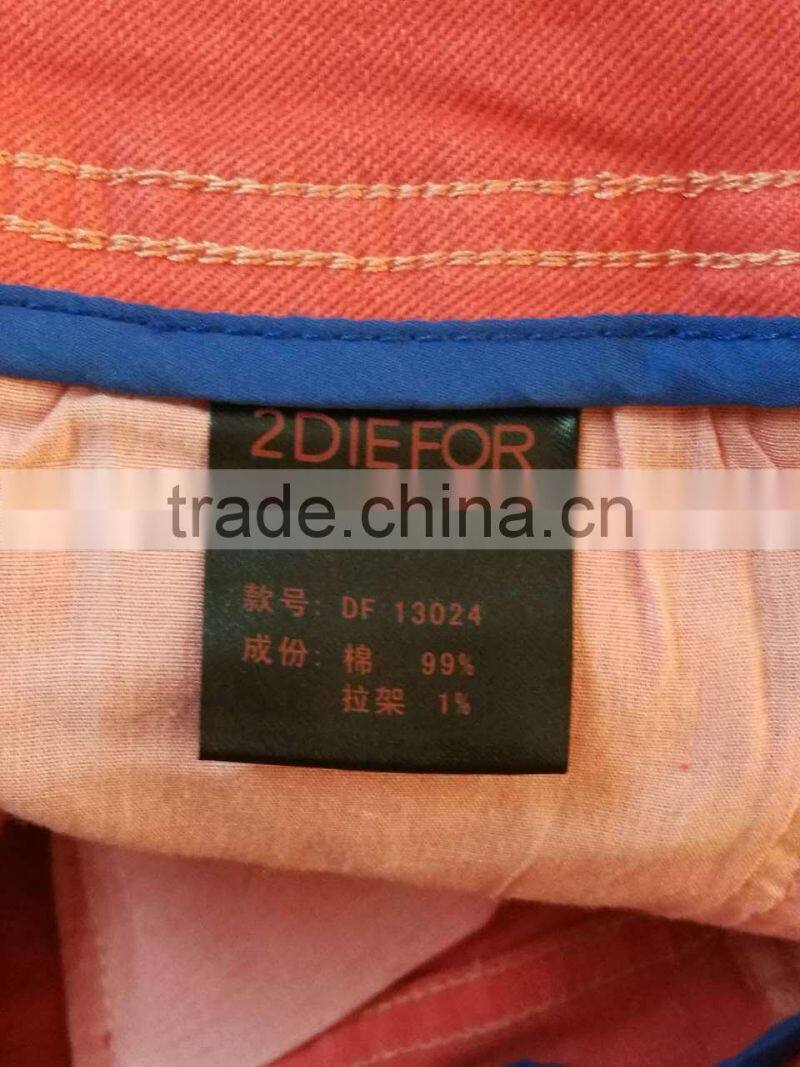 2DIEFOR
trade.china.cn
款号: DF 13024
成份: 棉 99%
拉架 1%